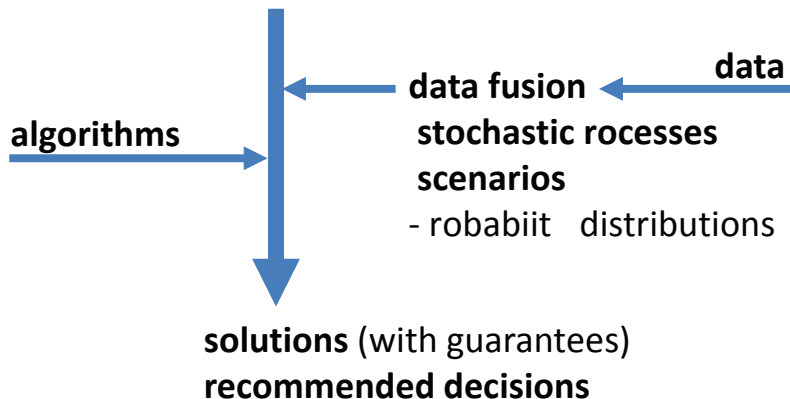 data
data fusion
algorithms
stochastic rocesses
scenarios
- robabiit distributions
solutions (with guarantees)
recommended decisions